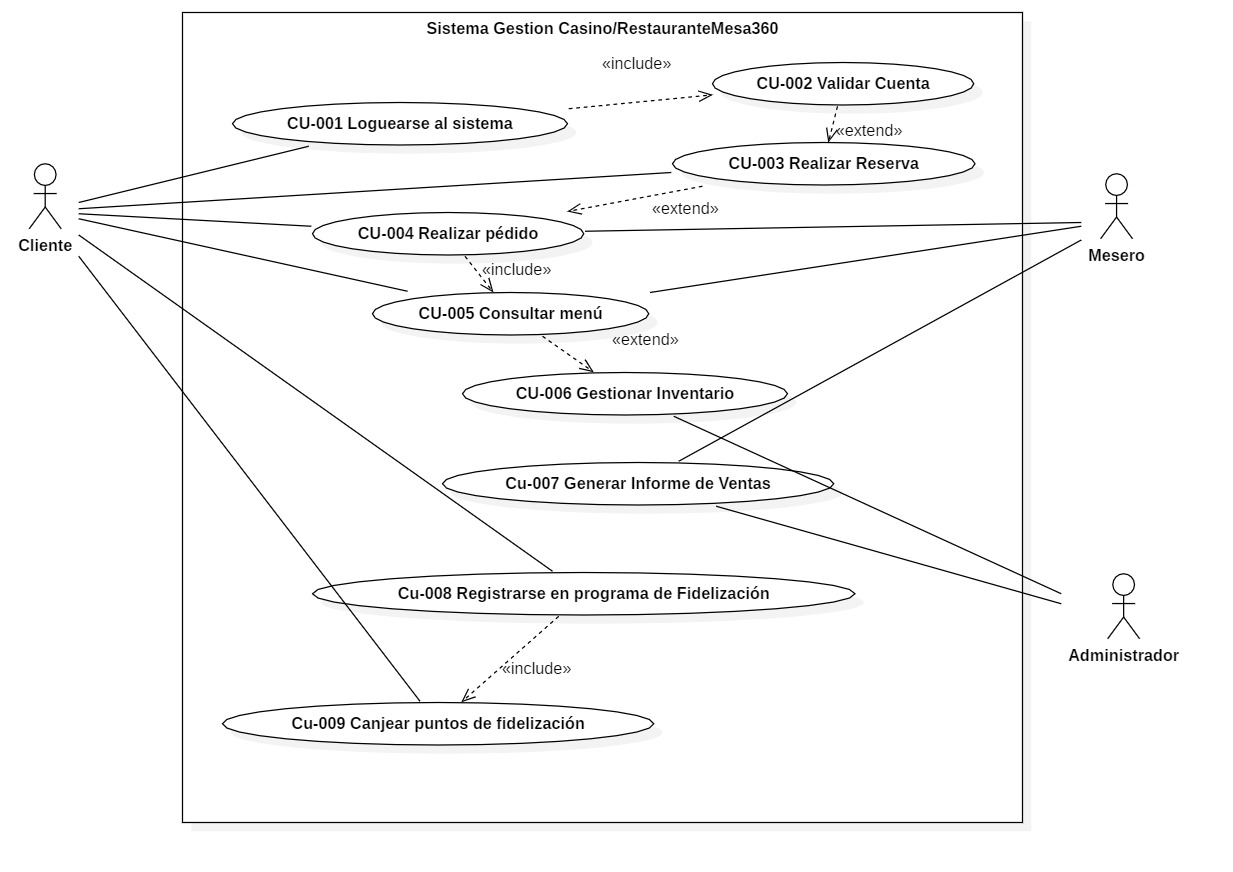 Sistema Gestion Casino/RestauranteMesa360
«include»
CU-002 Validar Cuenta
CU-001 Loguearse al sistema
«extend»
CU-003 Realizar Reserva
«extend»
CU-004 Realizar pédido
Cliente
Mesero
«include»
CU-005 Consultar menú
«extend»
CU-006 Gestionar Inventario
Cu-007 Generar Informe de Ventas
Cu-008 Registrarse en programa de Fidelización
Administrador
«include»
Cu-009 Canjear puntos de fidelización